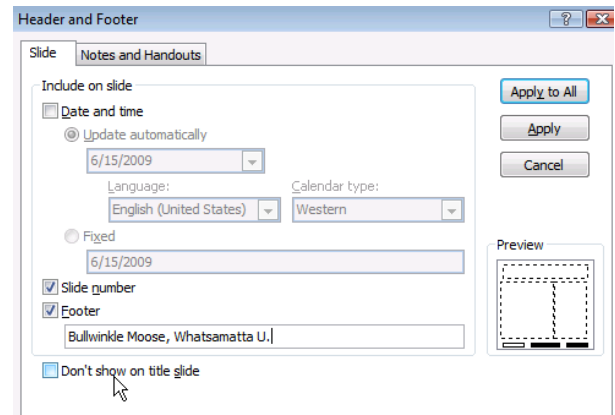 Header and Footer
Slide Notes and Handouts
Include on slide
Date and time
Update automatically
6/15/2009
Language: Calendar type:
English (United States) Western
Fixed
6/15/2009
Slide number
Footer
Bullwinkle Moose, Whatsamatta U.
Don't show on title slide
Apply to All
Apply
Cancel
Preview